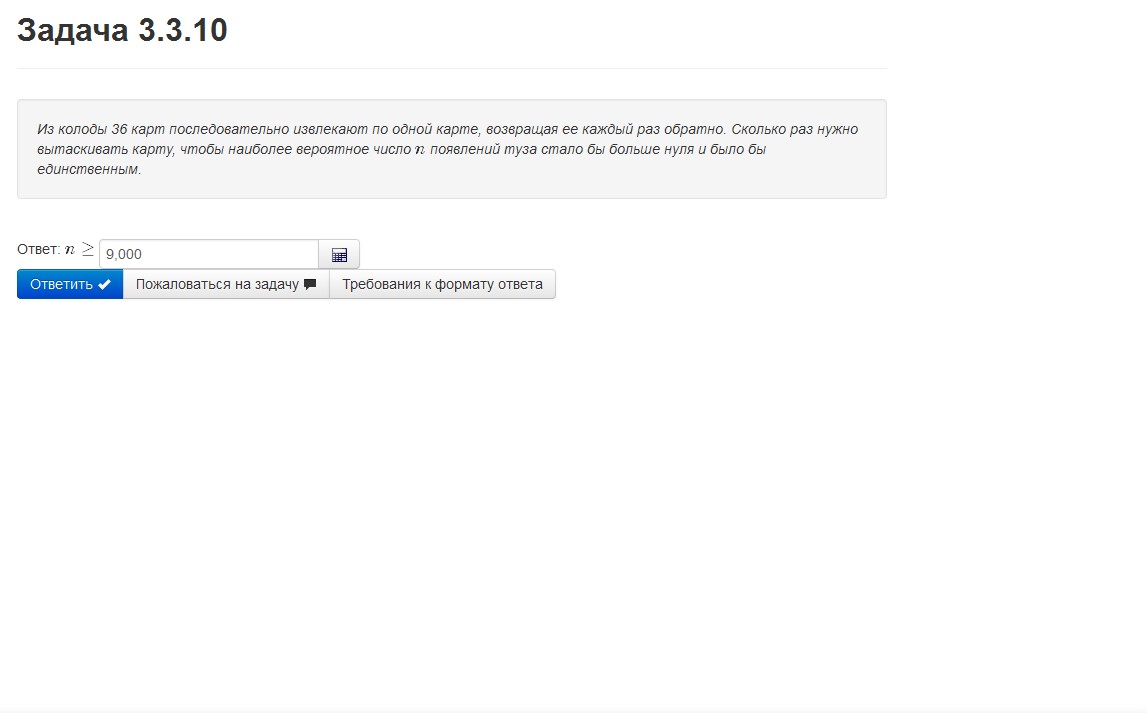 Задача 3.3.10
Из колоды 36 карт последовательно извлекают по одной карте, возвращая ее каждый раз обратно. Сколько раз нужно
вытаскивать карту, чтобы наиболее вероятное число n появлений туза стало бы больше нуля и было бы
единственным.
Ответ: n ≥ 9,000
Ответить Пожаловаться на задачу Требования к формату ответа